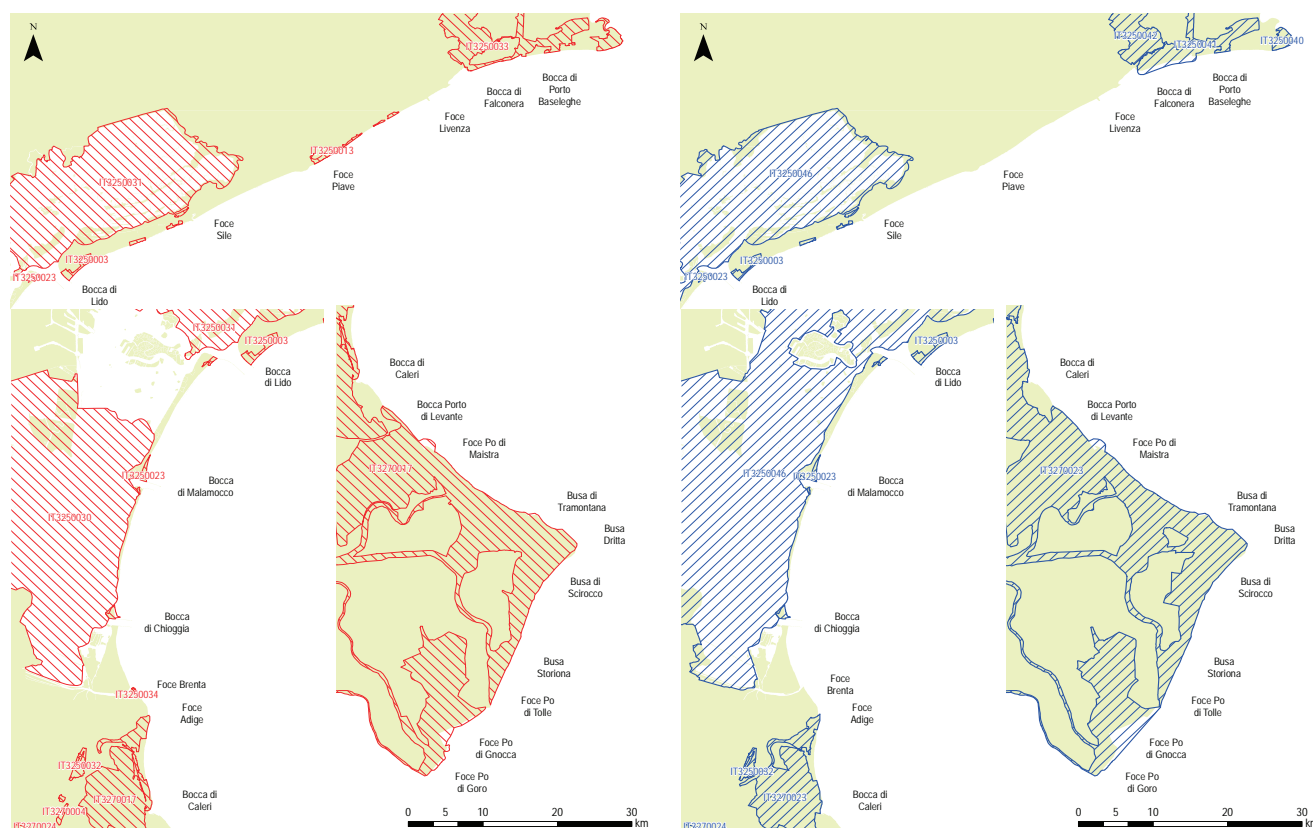 N
IT3250033
Bocca di
Porto
Baseleghe
Bocca di
Falconera
Foce
Livenza
IT3250013
Foce
Piave
IT3250031
Foce
Sile
IT3250003
IT3250023
Bocca di
Lido
IT3250031
IT3250003
Bocca
di Lido
IT3250023
Bocca
di Malamocco
IT3250030
Bocca
di Chioggia
Foce Brenta
IT3250034
Foce
Adige
IT3250032
IT3270017
Bocca di
Caleri
IT3270004
IT3270024
Bocca di
Caleri
Bocca Porto
di Levante
Foce Po di
Maistra
IT3270017
Busa di
Tramontana
Busa
Dritta
Busa di
Scirocco
Busa
Storiona
Foce Po
di Tolle
Foce Po
di Gnocca
Foce Po
di Goro
0 5 10 20 30
km
N
IT3250042
IT3250040
Bocca di
Porto
Baseleghe
Bocca di
Falconera
Foce
Livenza
Foce
Piave
IT3250046
Foce
Sile
IT3250003
IT3250023
Bocca di
Lido
IT3250003
Bocca
di Lido
IT3250046
IT3250023
Bocca
di Malamocco
Bocca
di Chioggia
Foce
Brenta
Foce
Adige
IT3250032
IT3270023
Bocca di
Caleri
IT3270024
Bocca di
Caleri
Bocca Porto
di Levante
Foce Po di
Maistra
IT3270023
Busa di
Tramontana
Busa
Dritta
Busa di
Scirocco
Busa
Storiona
Foce Po
di Tolle
Foce Po
di Gnocca
Foce Po
di Goro
0 5 10 20 30